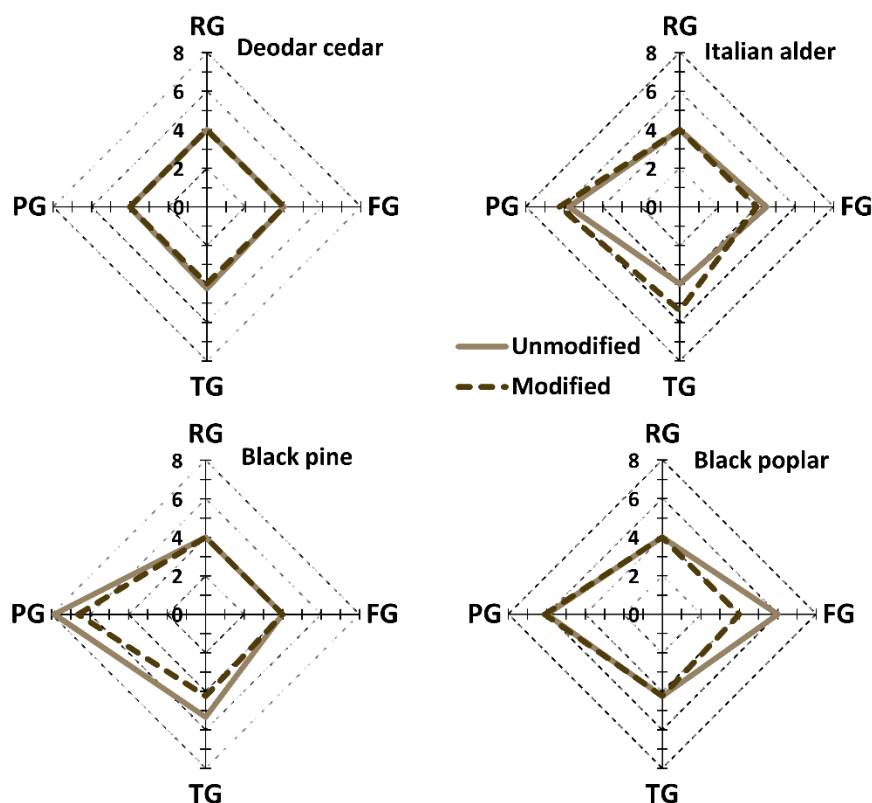 RG
Deodar cedar
8
6
4
2
0
PG
FG
TG
RG
Italian alder
8
6
4
2
0
PG
FG
TG
Unmodified
Modified
RG
Black pine
8
6
4
2
0
PG
FG
TG
RG
Black poplar
8
6
4
2
0
PG
FG
TG